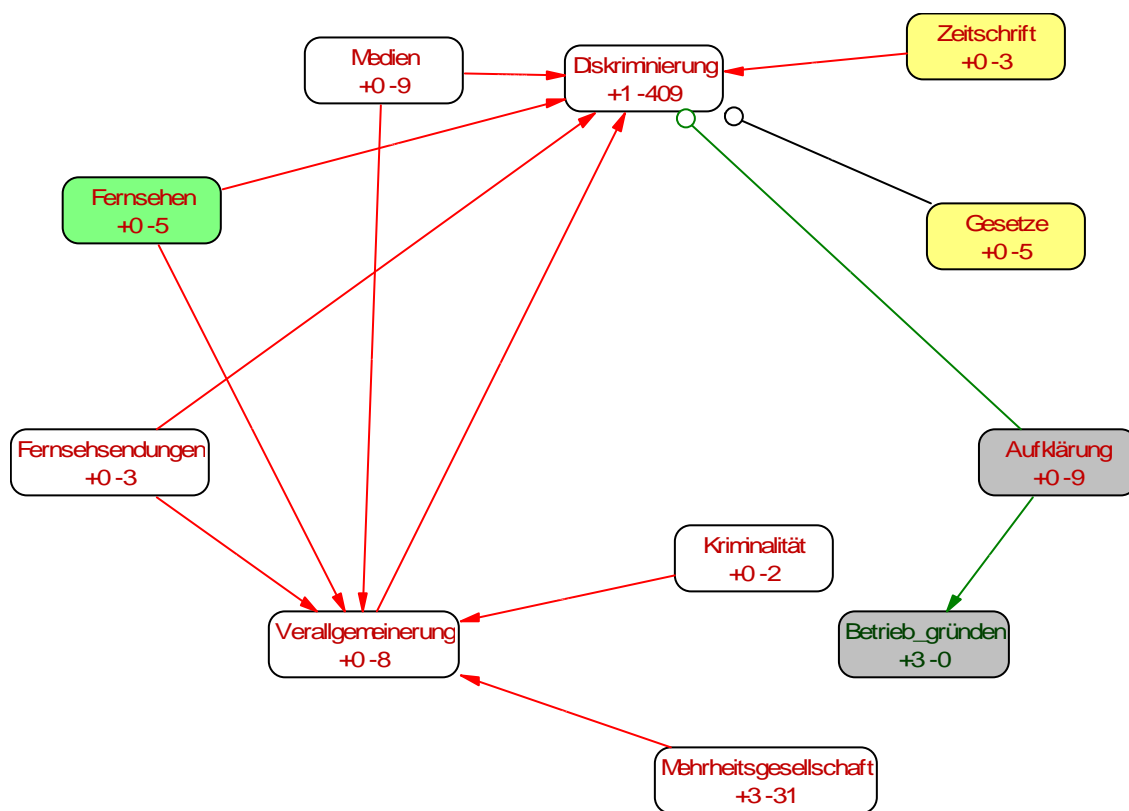 Medien
+0 -9
Diskriminierung
+1 -409
Zeitschrift
+0 -3
Fernsehen
+0 -5
Gesetze
+0 -5
Fernsehsendungen
+0 -3
Aufklärung
+0 -9
Kriminalität
+0 -2
Verallgemeinerung
+0 -8
Betrieb_gründen
+3 -0
Mehrheitsgesellschaft
+3 -31